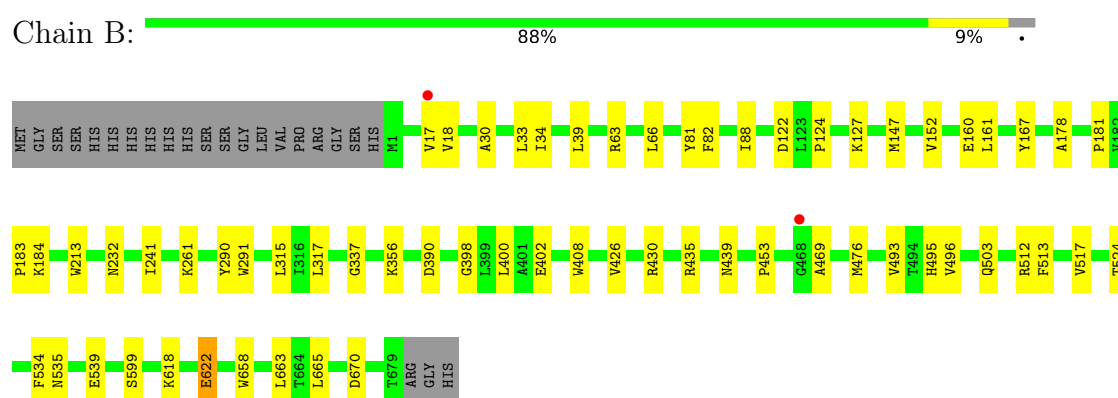 Chain B:
88% 9% •
MET GLY SER SER HIS HIS HIS HIS HIS HIS SER SER GLY LEU VAL PRO ARG GLY SER HIS M1 V17 V18 A30 L33 I34 L39 R63 L66 Y81 F82 I88 D122 L123 P124 K127 M147 V152 E160 L161 Y167 A178 P181 V182
P183 K184 W213 N232 I241 K261 Y290 W291 L315 I316 L317 G337 K356 D390 G398 L399 L400 A401 E402 W408 V426 R430 R435 N439 P453 G468 A469 M476 V493 T494 H495 V496 Q503 R512 F513 V517 T524
F534 N535 E539 S599 K618 E622 W658 L663 T664 L665 D670 T679 ARG GLY HIS